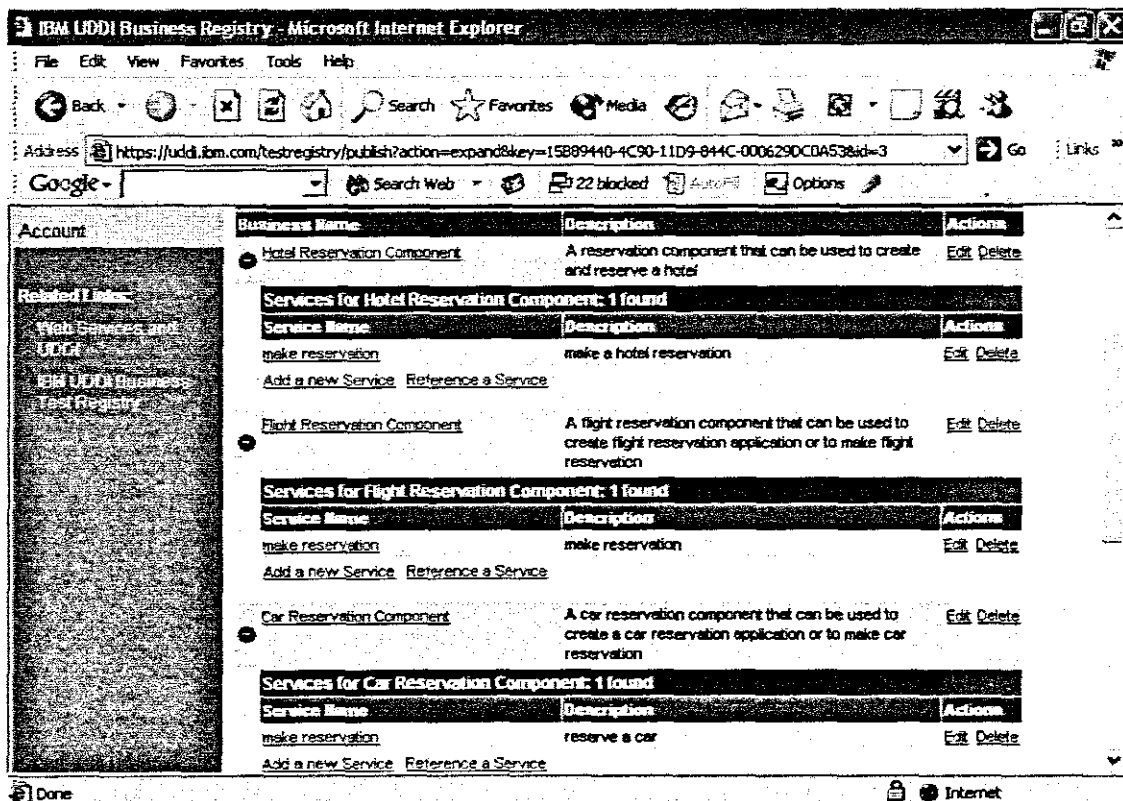 IBM UDDI Business Registry - Microsoft Internet Explorer
File Edit View Favorites Tools Help
Back Search Favorites Media
Address https://uddi.ibm.com/testregistry/publish?action=expand&key=15889440-4C90-11D9-844C-000629DC0A53&id=3 Go Links »
Google Search Web 22 blocked AutoFill Options
Account
Related Links:
Web Services and
UDDI
IBM UDDI Business
Test Registry
Business Name Description Actions
Hotel Reservation Component A reservation component that can be used to create Edit Delete
and reserve a hotel
Services for Hotel Reservation Component: 1 found
Service Name Description Actions
make reservation make a hotel reservation Edit Delete
Add a new Service Reference a Service
Flight Reservation Component A flight reservation component that can be used to Edit Delete
create flight reservation application or to make flight
reservation
Services for Flight Reservation Component: 1 found
Service Name Description Actions
make reservation make reservation Edit Delete
Add a new Service Reference a Service
Car Reservation Component A car reservation component that can be used to Edit Delete
create a car reservation application or to make car
reservation
Services for Car Reservation Component: 1 found
Service Name Description Actions
make reservation reserve a car Edit Delete
Add a new Service Reference a Service
Done Internet